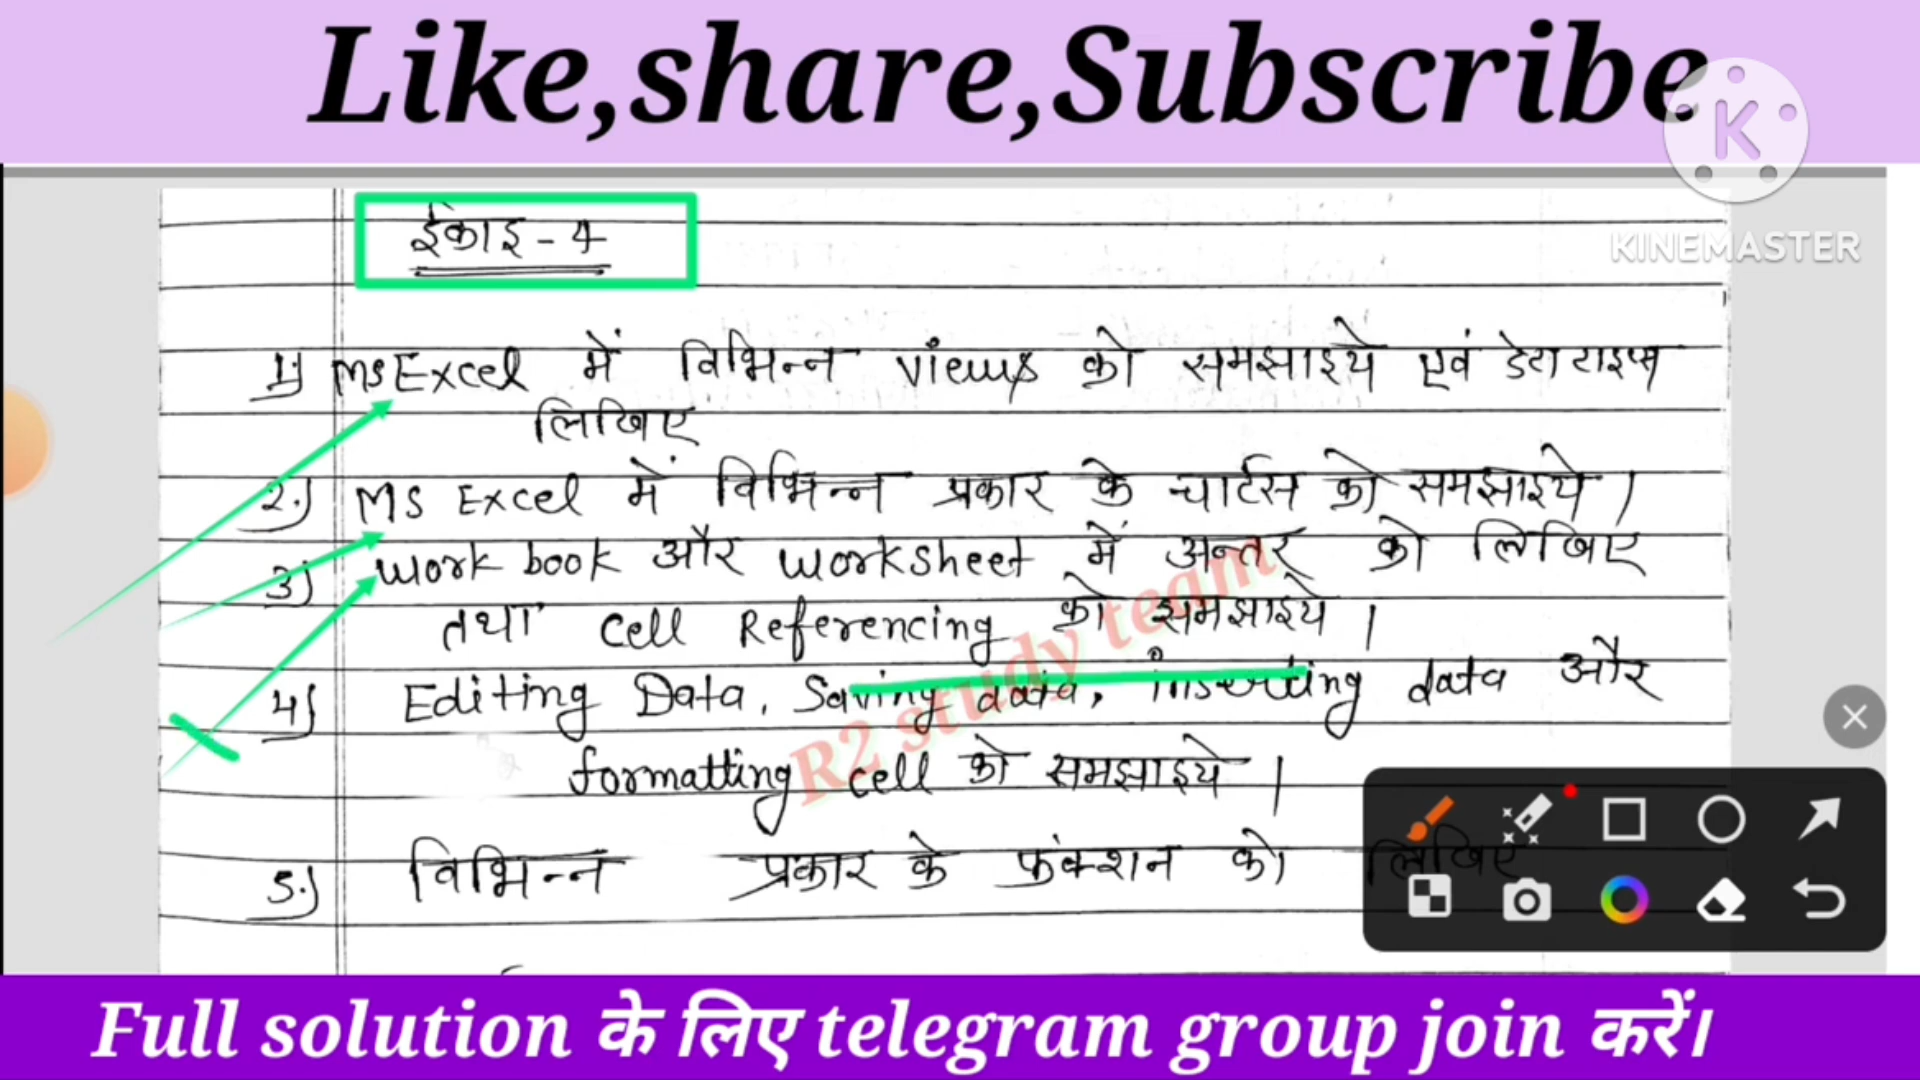 Like,share,Subscribe
K
KINEMASTER
ईकाइ - 4
1) MS Excel में विभिन्न views को समझाइये एवं डेटा टाइप्स
लिखिए
2.) MS Excel में विभिन्न प्रकार के चार्टस को समझाइये।
3) work book और worksheet में अन्तर को लिखिए
तथा cell Referencing को समझाइये।
4) Editing Data, Saving data, inserting data और
formatting cell को समझाइये।
5.) विभिन्न प्रकार के फंक्शन को लिखिए
R2 study team
Full solution के लिए telegram group join करें।